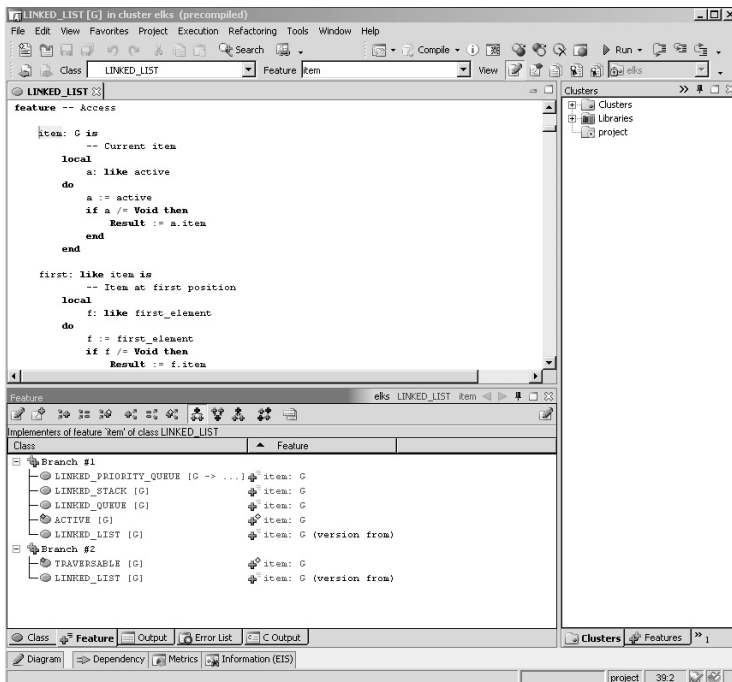 LINKED_LIST [G] in cluster elks (precompiled)
File Edit View Favorites Project Execution Refactoring Tools Window Help
Search Compile Run
Class LINKED_LIST Feature item View elks
LINKED_LIST
feature -- Access
item: G is
-- Current item
local
a: like active
do
a := active
if a /= Void then
Result := a.item
end
end
first: like item is
-- Item at first position
local
f: like first_element
do
f := first_element
if f /= Void then
Result := f.item
Clusters
Clusters
Libraries
project
Feature elks LINKED_LIST item
Implementers of feature `item' of class LINKED_LIST
Class Feature
Branch #1
LINKED_PRIORITY_QUEUE [G -> ...] item: G
LINKED_STACK [G] item: G
LINKED_QUEUE [G] item: G
ACTIVE [G] item: G
LINKED_LIST [G] item: G (version from)
Branch #2
TRAVERSABLE [G] item: G
LINKED_LIST [G] item: G (version from)
Class Feature Output Error List C Output
Clusters Features » 1
Diagram Dependency Metrics Information (EIS)
project 39:2